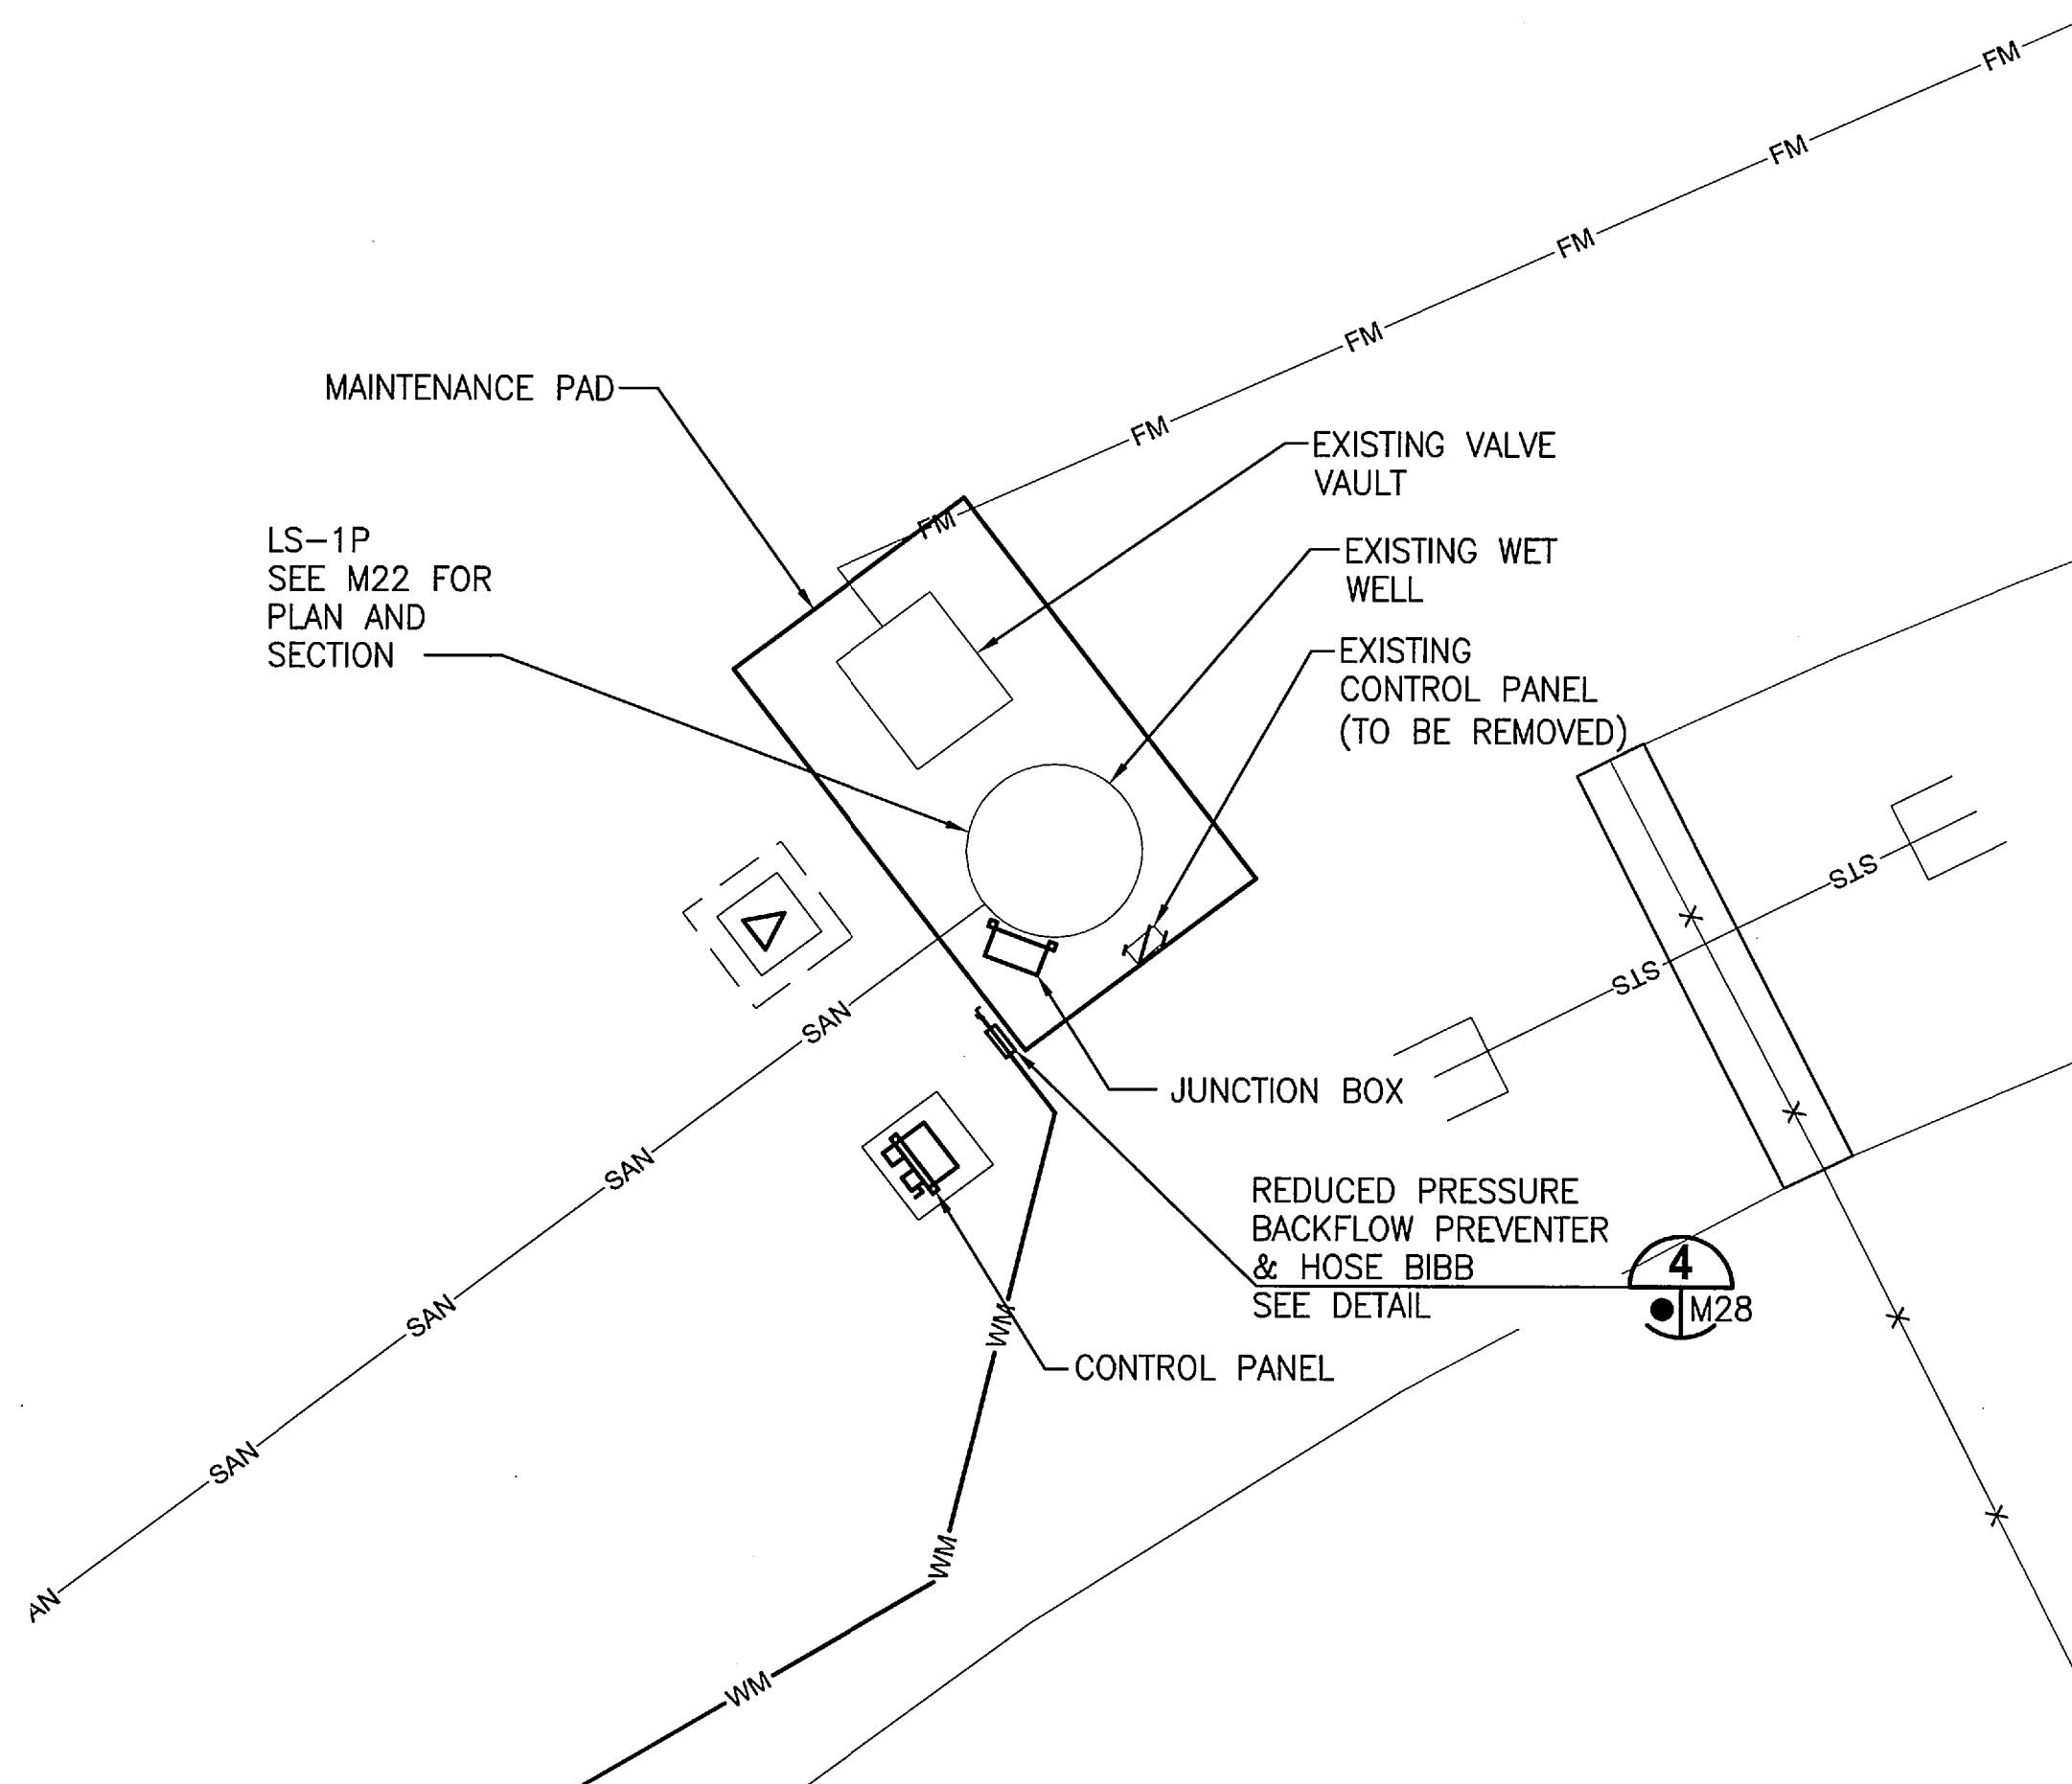 FM
FM
FM
FM
FM
FM
MAINTENANCE PAD
EXISTING VALVE
VAULT
LS-1P
SEE M22 FOR
PLAN AND
SECTION
EXISTING WET
WELL
EXISTING
CONTROL PANEL
(TO BE REMOVED)
STS
STS
SAN
SAN
SAN
SAN
AN
JUNCTION BOX
REDUCED PRESSURE
BACKFLOW PREVENTER
& HOSE BIBB
SEE DETAIL
4
M28
CONTROL PANEL
WM
WM
WM